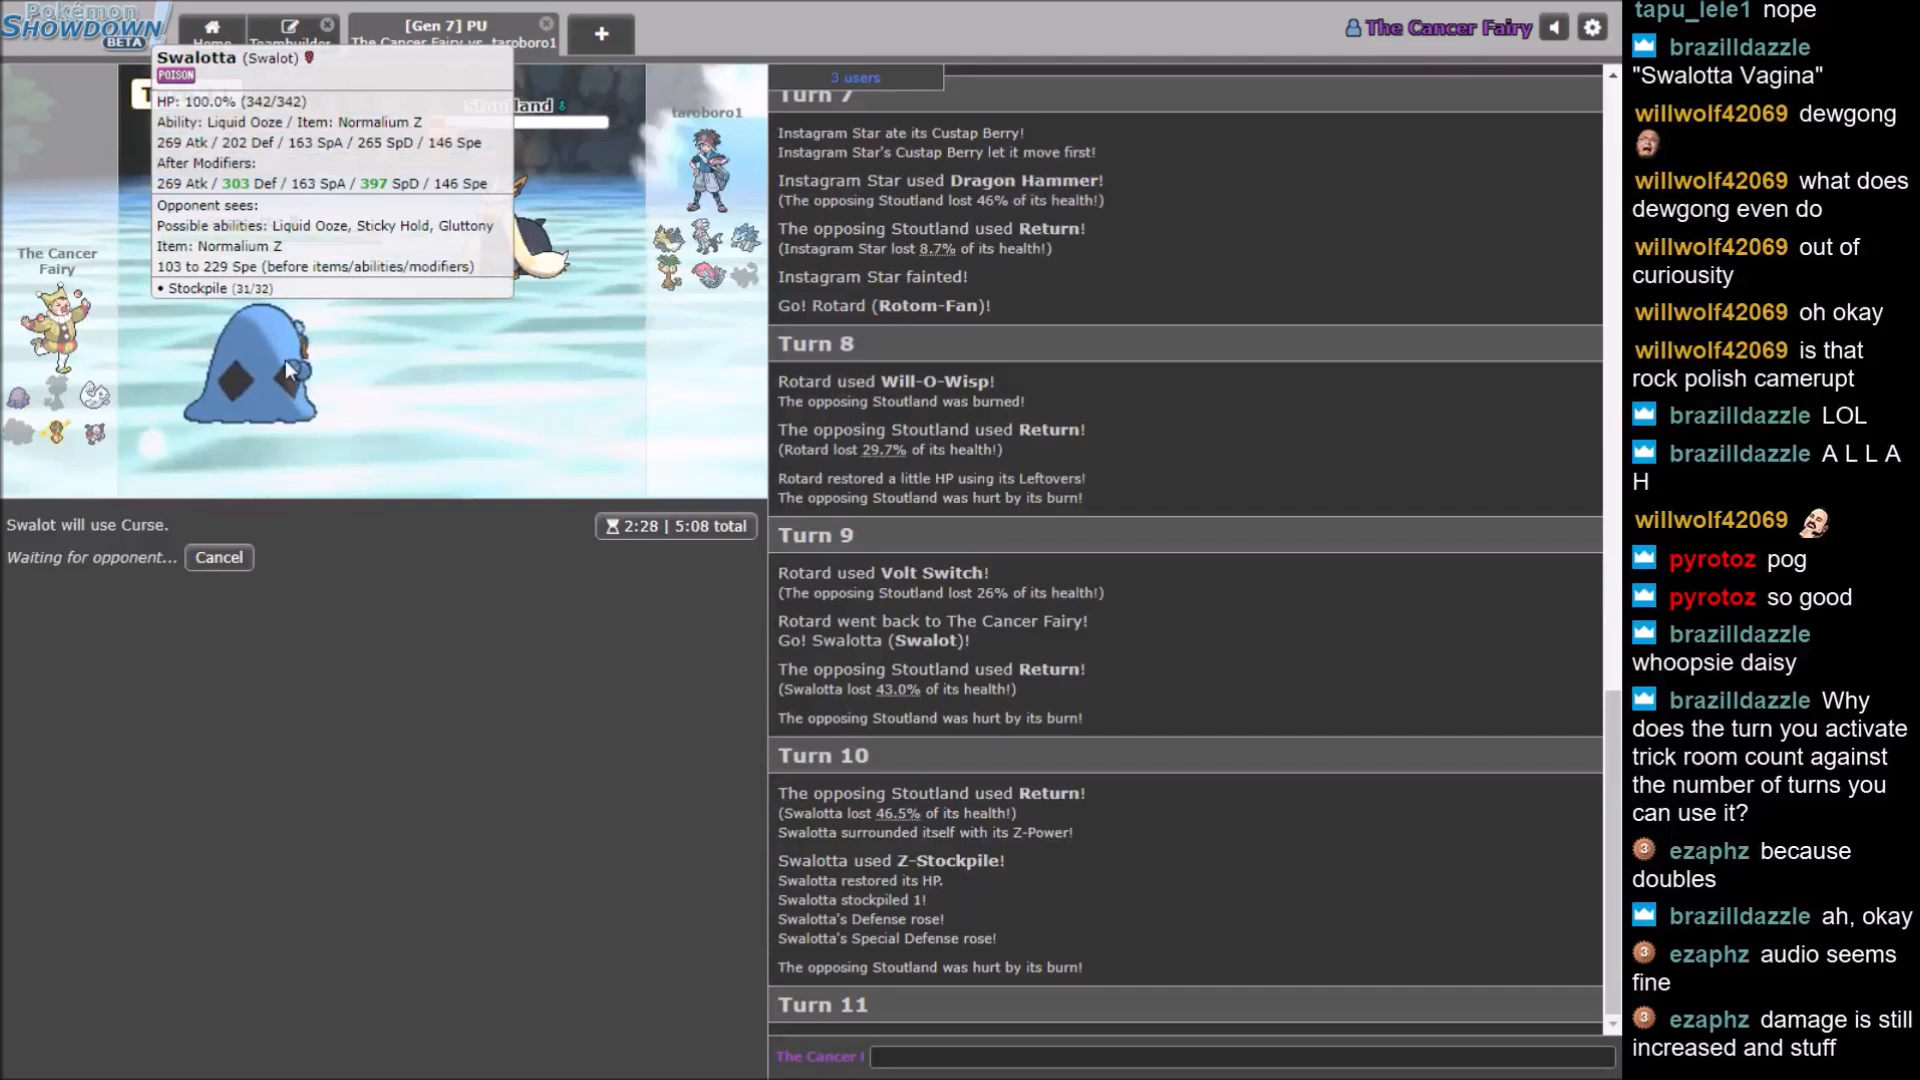 Pokémon
SHOWDOWN!
BETA
Home
Teambuilder
[Gen 7] PU
The Cancer Fairy vs. taroboro1
+
The Cancer Fairy
Swalotta (Swalot)
POISON
HP: 100.0% (342/342)
Ability: Liquid Ooze / Item: Normalium Z
269 Atk / 202 Def / 163 SpA / 265 SpD / 146 Spe
After Modifiers:
269 Atk / 303 Def / 163 SpA / 397 SpD / 146 Spe
Opponent sees:
Possible abilities: Liquid Ooze, Sticky Hold, Gluttony
Item: Normalium Z
103 to 229 Spe (before items/abilities/modifiers)
• Stockpile (31/32)
Stoutland
taroboro1
The Cancer
Fairy
Swalot will use Curse.
2:28 | 5:08 total
Waiting for opponent...
Cancel
3 users
Turn 7
Instagram Star ate its Custap Berry!
Instagram Star's Custap Berry let it move first!
Instagram Star used Dragon Hammer!
(The opposing Stoutland lost 46% of its health!)
The opposing Stoutland used Return!
(Instagram Star lost 8.7% of its health!)
Instagram Star fainted!
Go! Rotard (Rotom-Fan)!
Turn 8
Rotard used Will-O-Wisp!
The opposing Stoutland was burned!
The opposing Stoutland used Return!
(Rotard lost 29.7% of its health!)
Rotard restored a little HP using its Leftovers!
The opposing Stoutland was hurt by its burn!
Turn 9
Rotard used Volt Switch!
(The opposing Stoutland lost 26% of its health!)
Rotard went back to The Cancer Fairy!
Go! Swalotta (Swalot)!
The opposing Stoutland used Return!
(Swalotta lost 43.0% of its health!)
The opposing Stoutland was hurt by its burn!
Turn 10
The opposing Stoutland used Return!
(Swalotta lost 46.5% of its health!)
Swalotta surrounded itself with its Z-Power!
Swalotta used Z-Stockpile!
Swalotta restored its HP.
Swalotta stockpiled 1!
Swalotta's Defense rose!
Swalotta's Special Defense rose!
The opposing Stoutland was hurt by its burn!
Turn 11
The Cancer
tapu_lele1 nope
brazilldazzle
"Swalotta Vagina"
willwolf42069 dewgong
willwolf42069 what does
dewgong even do
willwolf42069 out of
curiousity
willwolf42069 oh okay
willwolf42069 is that
rock polish camerupt
brazilldazzle LOL
brazilldazzle A L L A
H
willwolf42069
pyrotoz pog
pyrotoz so good
brazilldazzle
whoopsie daisy
brazilldazzle Why
does the turn you activate
trick room count against
the number of turns you
can use it?
3 ezaphz because
doubles
brazilldazzle ah, okay
3 ezaphz audio seems
fine
3 ezaphz damage is still
increased and stuff